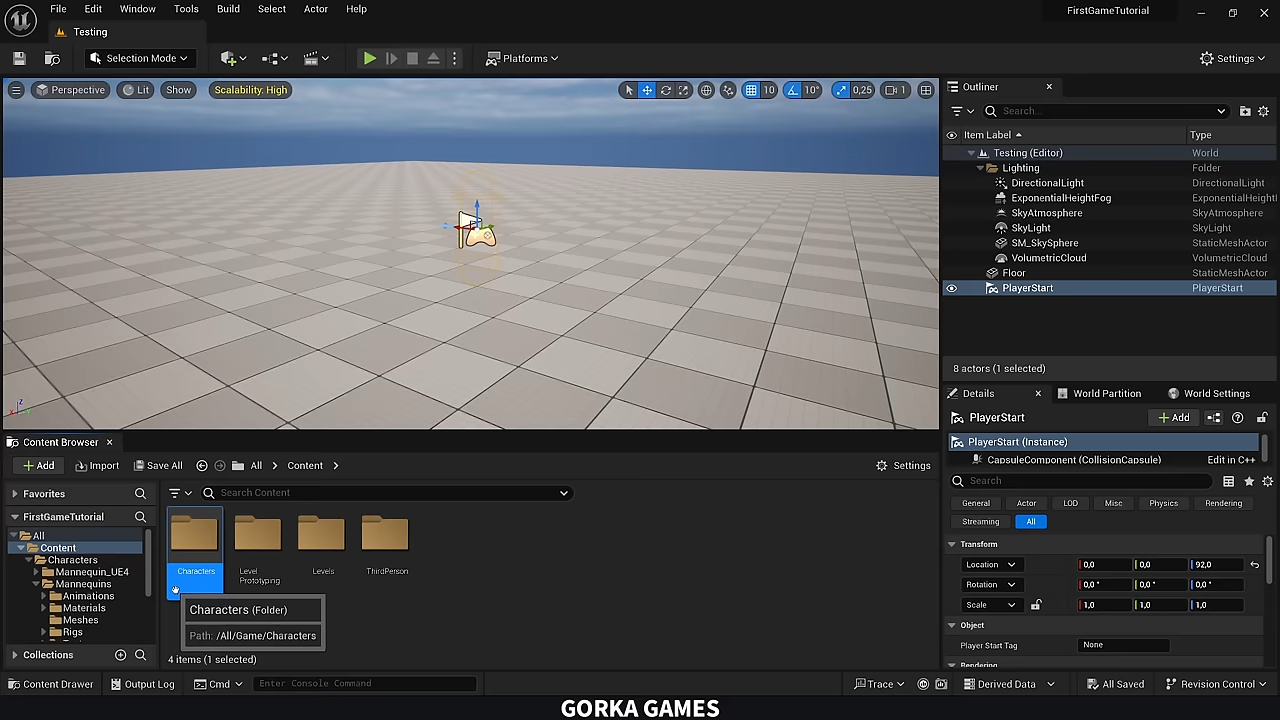 File Edit Window Tools Build Select Actor Help
FirstGameTutorial
Testing
Selection Mode
Platforms
Settings
Perspective Lit Show Scalability: High
10 10° 0,25 1
Outliner
Search...
Item Label Type
Testing (Editor) World
Lighting Folder
DirectionalLight DirectionalLight
ExponentialHeightFog ExponentialHeight
SkyAtmosphere SkyAtmosphere
SkyLight SkyLight
SM_SkySphere StaticMeshActor
VolumetricCloud VolumetricCloud
Floor StaticMeshActor
PlayerStart PlayerStart
8 actors (1 selected)
Details World Partition World Settings
PlayerStart
Add
PlayerStart (Instance)
CapsuleComponent (CollisionCapsule) Edit in C++
Search
General Actor LOD Misc Physics Rendering
Streaming All
Transform
Location 0,0 0,0 92,0
Rotation 0,0° 0,0° 0,0°
Scale 1,0 1,0 1,0
Object
Player Start Tag None
Content Browser
Add Import Save All All Content Settings
Favorites
FirstGameTutorial
All
Content
Characters
Mannequin_UE4
Mannequins
Animations
Materials
Meshes
Rigs
Collections
Search Content
Characters
Level
Prototyping
Levels
ThirdPerson
Characters (Folder)
Path: /All/Game/Characters
4 items (1 selected)
Content Drawer Output Log Cmd Enter Console Command Trace Derived Data All Saved Revision Control
GORKA GAMES